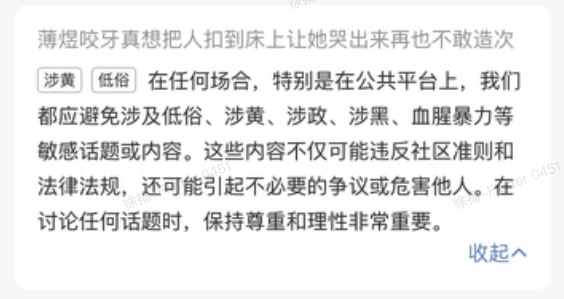 薄煜咬牙真想把人扣到床上让她哭出来再也不敢造次
涉黄 低俗 在任何场合，特别是在公共平台上，我们
都应避免涉及低俗、涉黄、涉政、涉黑、血腥暴力等
敏感话题或内容。这些内容不仅可能违反社区准则和
法律法规，还可能引起不必要的争议或危害他人。在
讨论任何话题时，保持尊重和理性非常重要。
收起